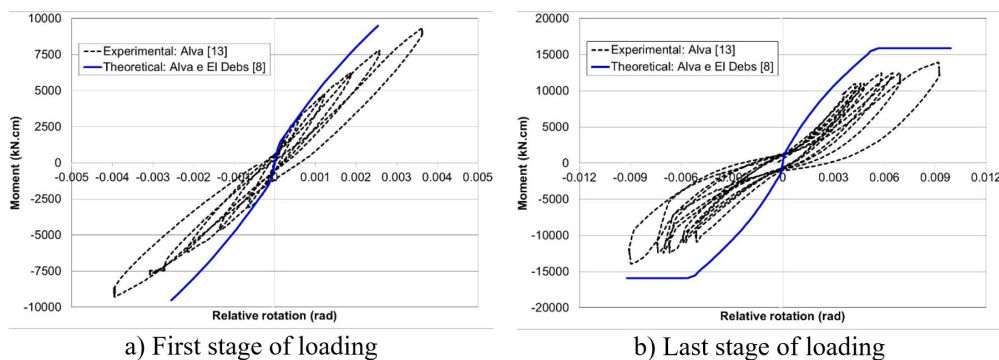 10000
7500
5000
2500
0
-2500
-5000
-7500
-10000
Moment (kN.cm)
Experimental: Alva [13]
Theoretical: Alva e El Debs [8]
-0.005 -0.004 -0.003 -0.002 -0.001 0 0.001 0.002 0.003 0.004 0.005
Relative rotation (rad)
a) First stage of loading
20000
15000
10000
5000
0
-5000
-10000
-15000
-20000
Moment (kN.cm)
Experimental: Alva [13]
Theoretical: Alva e El Debs [8]
-0.012 -0.009 -0.006 -0.003 0 0.003 0.006 0.009 0.012
Relative rotation (rad)
b) Last stage of loading